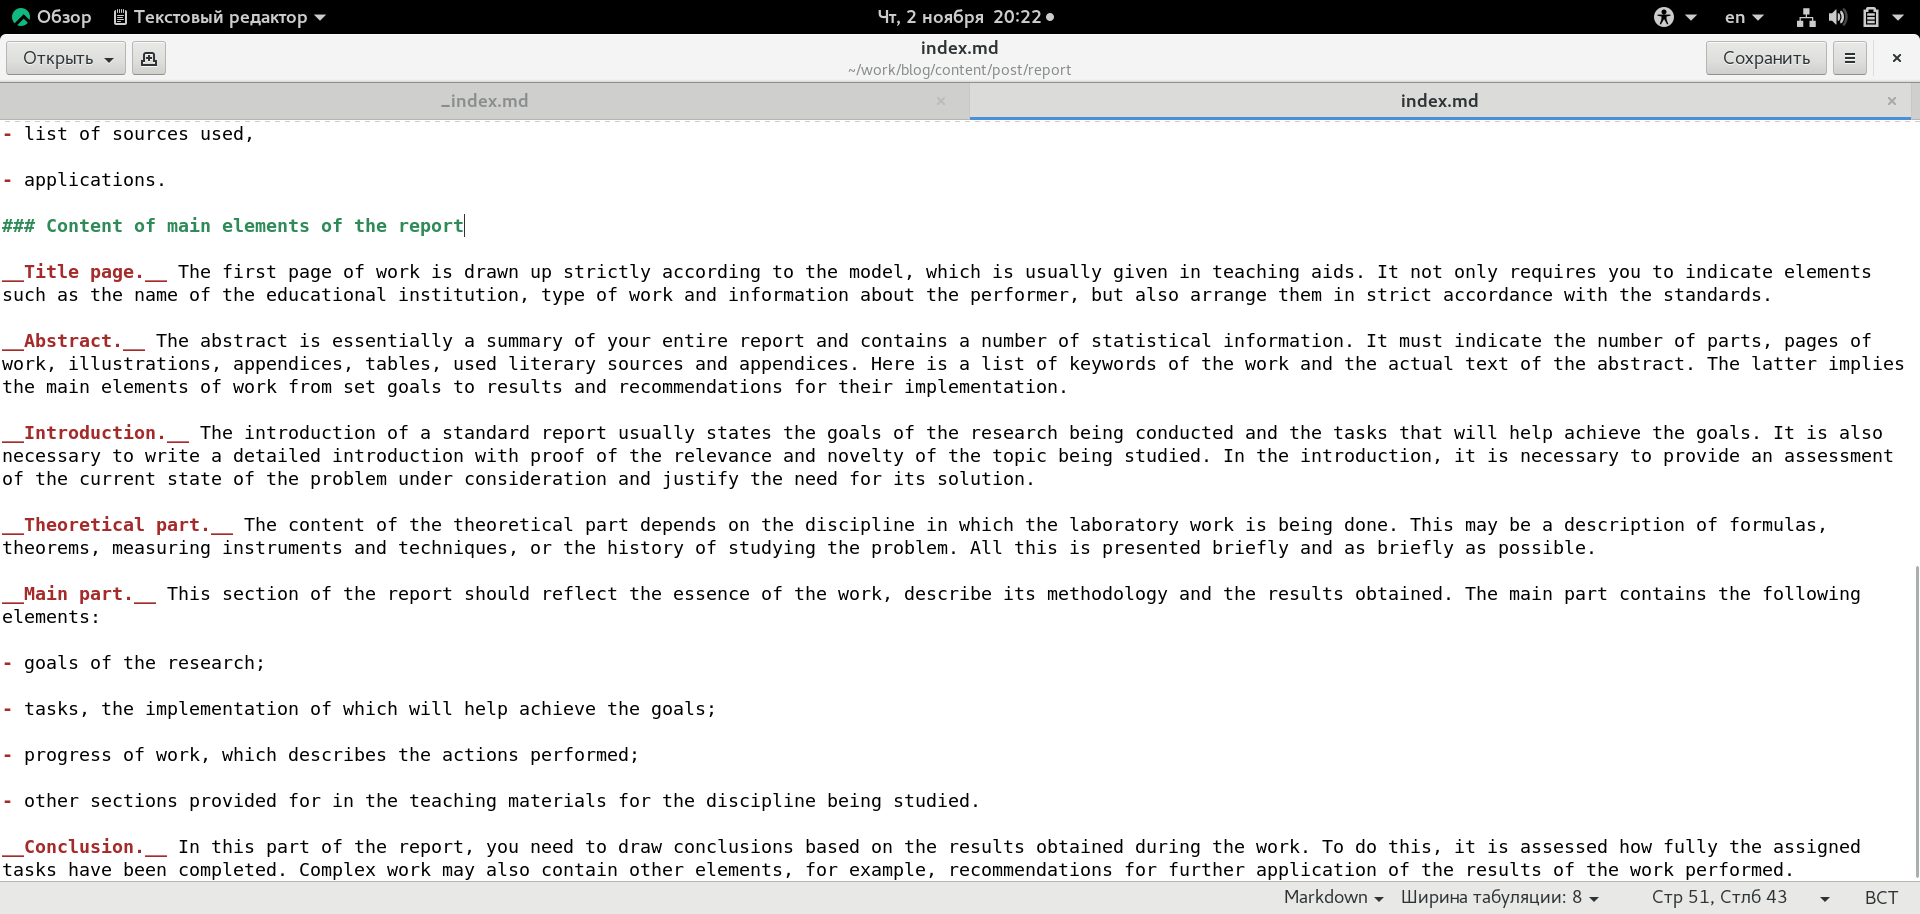 Обзор Текстовый редактор Чт, 2 ноября 20:22 en
Открыть index.md Сохранить
~/work/blog/content/post/report
_index.md index.md
- list of sources used,
- applications.
### Content of main elements of the report
__Title page.__ The first page of work is drawn up strictly according to the model, which is usually given in teaching aids. It not only requires you to indicate elements
such as the name of the educational institution, type of work and information about the performer, but also arrange them in strict accordance with the standards.
__Abstract.__ The abstract is essentially a summary of your entire report and contains a number of statistical information. It must indicate the number of parts, pages of
work, illustrations, appendices, tables, used literary sources and appendices. Here is a list of keywords of the work and the actual text of the abstract. The latter implies
the main elements of work from set goals to results and recommendations for their implementation.
__Introduction.__ The introduction of a standard report usually states the goals of the research being conducted and the tasks that will help achieve the goals. It is also
necessary to write a detailed introduction with proof of the relevance and novelty of the topic being studied. In the introduction, it is necessary to provide an assessment
of the current state of the problem under consideration and justify the need for its solution.
__Theoretical part.__ The content of the theoretical part depends on the discipline in which the laboratory work is being done. This may be a description of formulas,
theorems, measuring instruments and techniques, or the history of studying the problem. All this is presented briefly and as briefly as possible.
__Main part.__ This section of the report should reflect the essence of the work, describe its methodology and the results obtained. The main part contains the following
elements:
- goals of the research;
- tasks, the implementation of which will help achieve the goals;
- progress of work, which describes the actions performed;
- other sections provided for in the teaching materials for the discipline being studied.
__Conclusion.__ In this part of the report, you need to draw conclusions based on the results obtained during the work. To do this, it is assessed how fully the assigned
tasks have been completed. Complex work may also contain other elements, for example, recommendations for further application of the results of the work performed.
Markdown Ширина табуляции: 8 Стр 51, Стлб 43 ВСТ